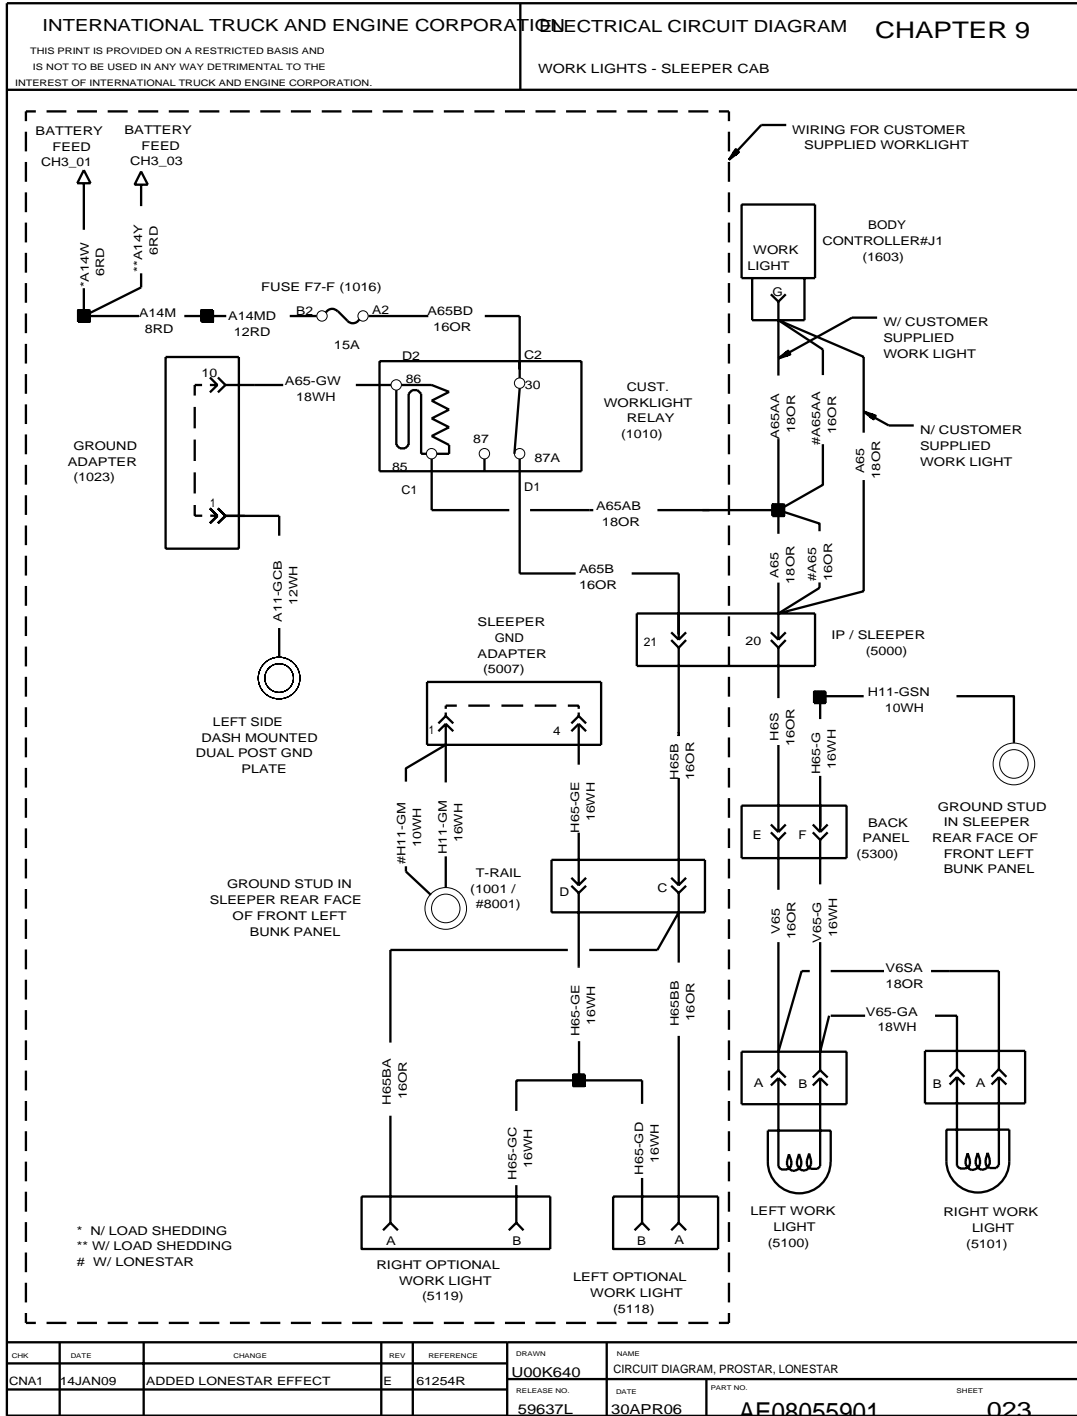 INTERNATIONAL TRUCK AND ENGINE CORPORATION
THIS PRINT IS PROVIDED ON A RESTRICTED BASIS AND
IS NOT TO BE USED IN ANY WAY DETRIMENTAL TO THE
INTEREST OF INTERNATIONAL TRUCK AND ENGINE CORPORATION.
ELECTRICAL CIRCUIT DIAGRAM
CHAPTER 9
WORK LIGHTS - SLEEPER CAB
BATTERY
FEED
CH3_01
BATTERY
FEED
CH3_03
WIRING FOR CUSTOMER
SUPPLIED WORKLIGHT
*A14W
6RD
**A14Y
6RD
BODY
CONTROLLER#J1
(1603)
WORK
LIGHT
G
FUSE F7-F (1016)
A14M
8RD
A14MD
12RD
B2
A2
15A
A65BD
16OR
W/ CUSTOMER
SUPPLIED
WORK LIGHT
D2
C2
10
A65-GW
18WH
86
30
CUST.
WORKLIGHT
RELAY
(1010)
A65AA
18OR
#A65AA
16OR
A65
18OR
N/ CUSTOMER
SUPPLIED
WORK LIGHT
GROUND
ADAPTER
(1023)
87
87A
85
C1
D1
1
A65AB
18OR
A65
18OR
#A65
16OR
A65B
16OR
A11-GCB
12WH
SLEEPER
GND
ADAPTER
(5007)
21
20
IP / SLEEPER
(5000)
LEFT SIDE
DASH MOUNTED
DUAL POST GND
PLATE
1
4
H6S
16OR
H65-G
16WH
H11-GSN
10WH
H65B
16OR
#H11-GM
10WH
H11-GM
16WH
H65-GE
16WH
E
F
BACK
PANEL
(5300)
GROUND STUD
IN SLEEPER
REAR FACE OF
FRONT LEFT
BUNK PANEL
GROUND STUD IN
SLEEPER REAR FACE
OF FRONT LEFT
BUNK PANEL
T-RAIL
(1001 /
#8001)
D
C
V65
16OR
V65-G
16WH
H65-GE
16WH
H65BB
16OR
V6SA
18OR
V65-GA
18WH
H65BA
16OR
A
B
B
A
H65-GC
16WH
H65-GD
16WH
A
B
B
A
LEFT WORK
LIGHT
(5100)
RIGHT WORK
LIGHT
(5101)
* N/ LOAD SHEDDING
** W/ LOAD SHEDDING
# W/ LONESTAR
RIGHT OPTIONAL
WORK LIGHT
(5119)
LEFT OPTIONAL
WORK LIGHT
(5118)
CHK DATE CHANGE REV REFERENCE
CNA1 14JAN09 ADDED LONESTAR EFFECT E 61254R
DRAWN
U00K640
NAME
CIRCUIT DIAGRAM, PROSTAR, LONESTAR
RELEASE NO.
59637L
DATE
30APR06
PART NO.
AF08055901
SHEET
023